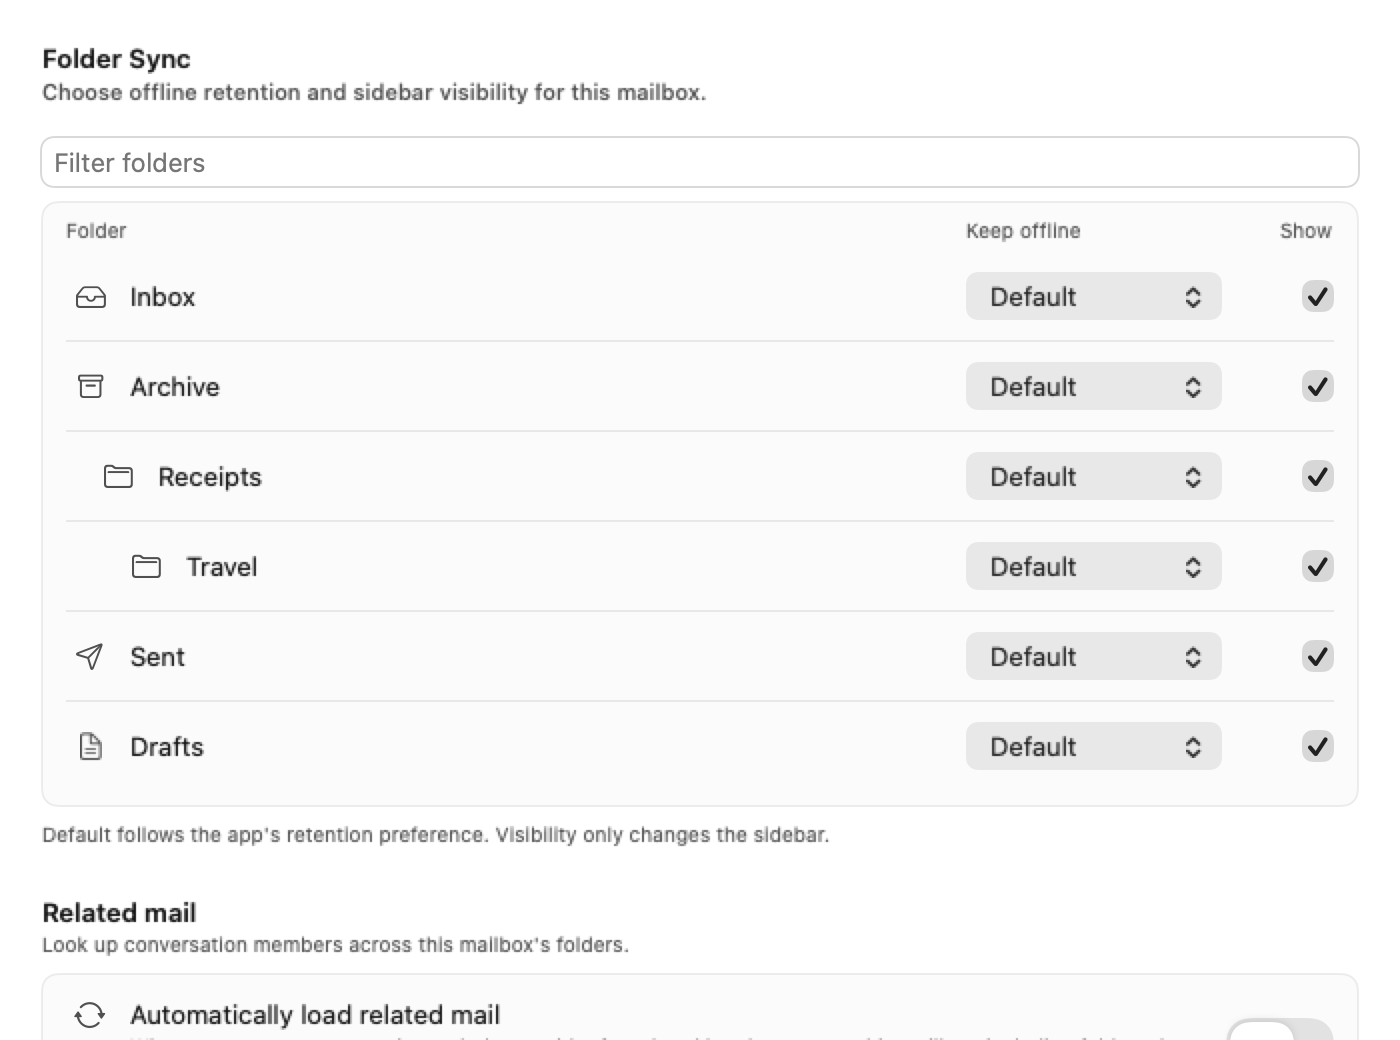 Folder Sync
Choose offline retention and sidebar visibility for this mailbox.
Filter folders
Folder Keep offline Show
Inbox Default
Archive Default
Receipts Default
Travel Default
Sent Default
Drafts Default
Default follows the app's retention preference. Visibility only changes the sidebar.
Related mail
Look up conversation members across this mailbox's folders.
Automatically load related mail